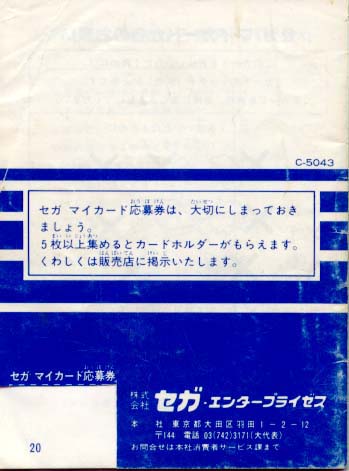 C-5043
セガ マイカード応募券は、大切にしまっておき
ましょう。
5枚以上集めるとカードホルダーがもらえます。
くわしくは販売店に掲示いたします。
セガ マイカード応募券
株式会社 セガ・エンタープライゼス
本 社 東京都大田区羽田1-2-12
〒144 電話 03(742)3171(大代表)
お問合せは本社消費者サービス課まで
20